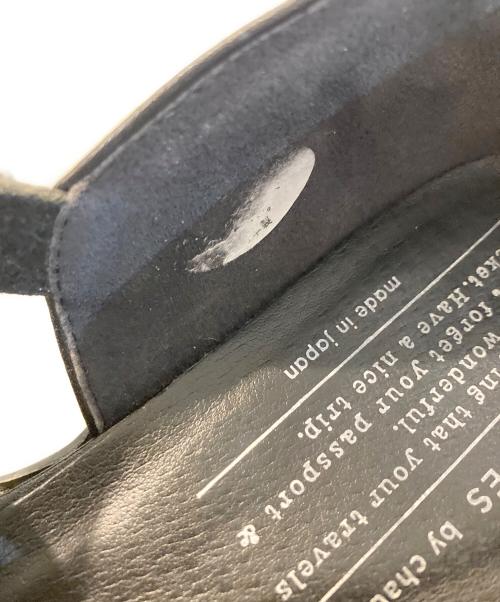 by
that your travels
wonderful.
forget your passport &
Have a nice trip.
made in japan